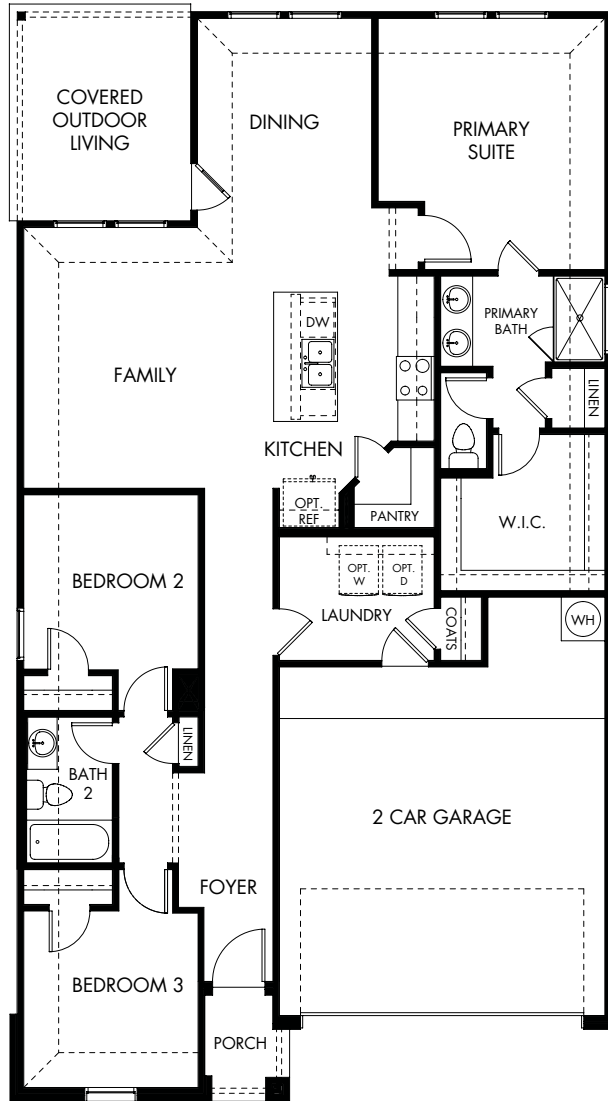 COVERED
OUTDOOR
LIVING
DINING
PRIMARY
SUITE
DW
PRIMARY
BATH
FAMILY
LINEN
KITCHEN
OPT.
REF
PANTRY
W.I.C.
BEDROOM 2
OPT.
W
OPT.
D
LAUNDRY
COATS
WH
LINEN
BATH
2
2 CAR GARAGE
FOYER
BEDROOM 3
PORCH